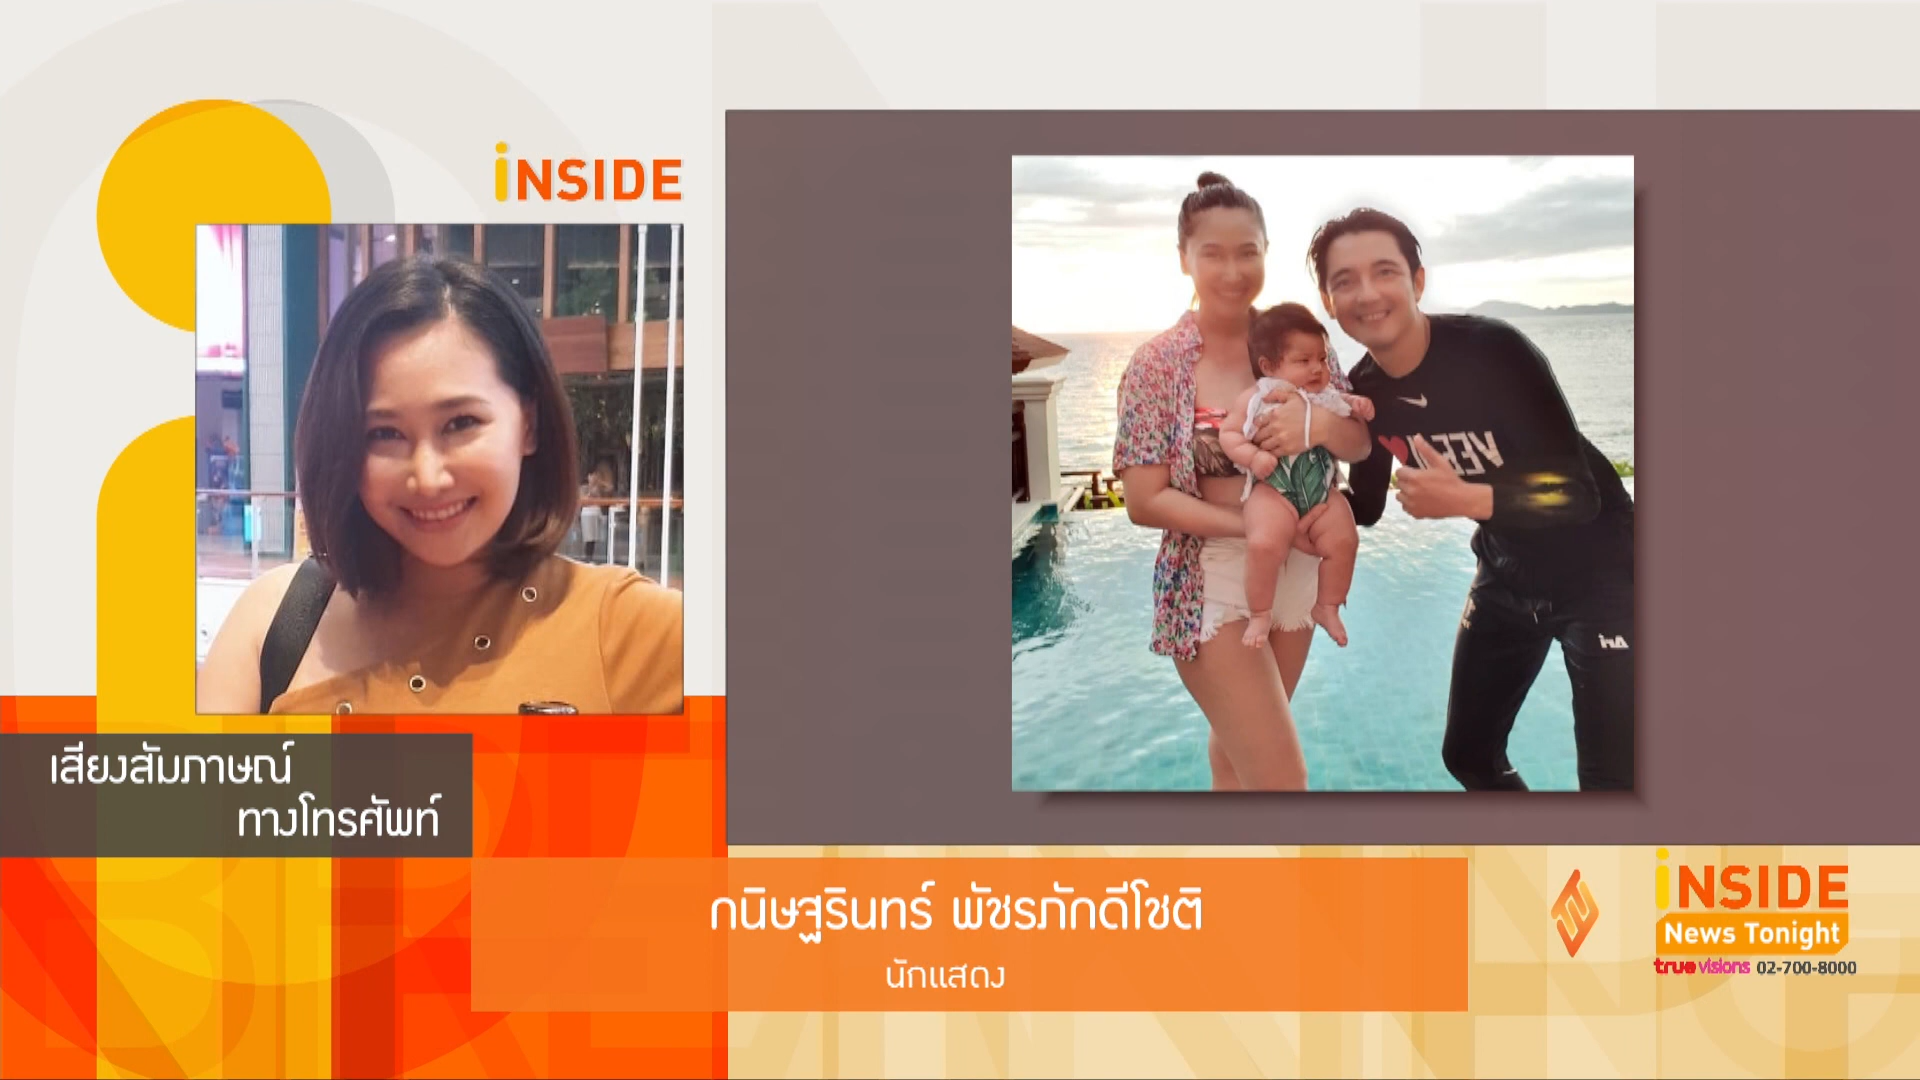 iNSIDE
เสียงสัมภาษณ์
ทางโทรศัพท์
กนิษฐรินทร์ พัชรภักดีโชติ
นักแสดง
iNSIDE
News Tonight
truevisions 02-700-8000